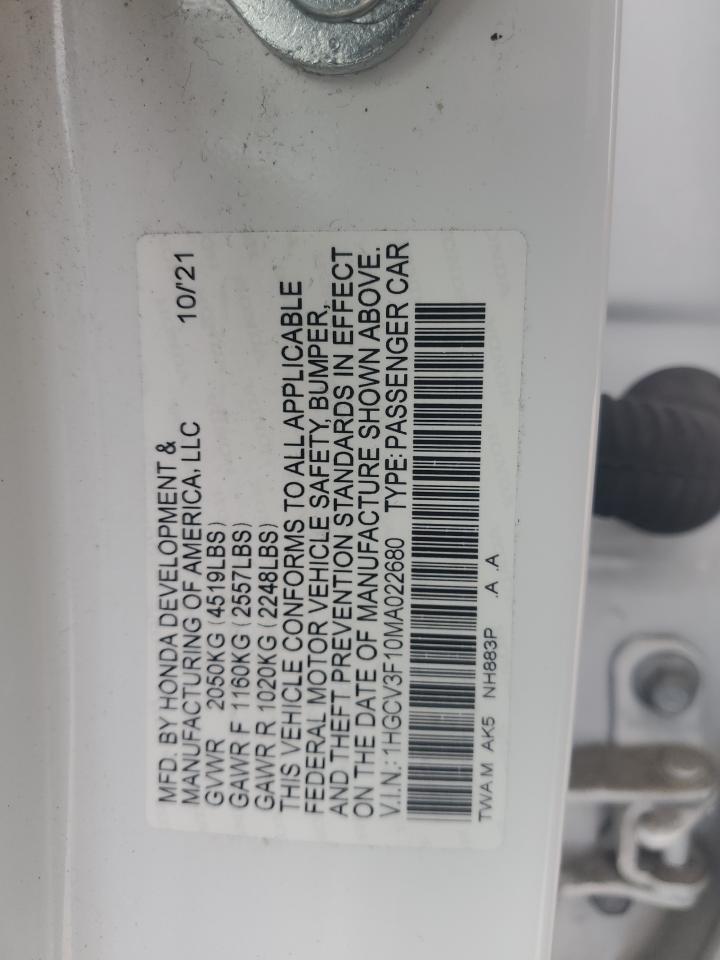 MFD. BY HONDA DEVELOPMENT &
MANUFACTURING OF AMERICA, LLC 10/'21
GVWR 2050KG (4519LBS)
GAWR F 1160KG (2557LBS)
GAWR R 1020KG (2248LBS)
THIS VEHICLE CONFORMS TO ALL APPLICABLE
FEDERAL MOTOR VEHICLE SAFETY, BUMPER,
AND THEFT PREVENTION STANDARDS IN EFFECT
ON THE DATE OF MANUFACTURE SHOWN ABOVE.
V.I.N.: 1HGCV3F10MA022680 TYPE: PASSENGER CAR
TWA M AK5 NH883P .A .A